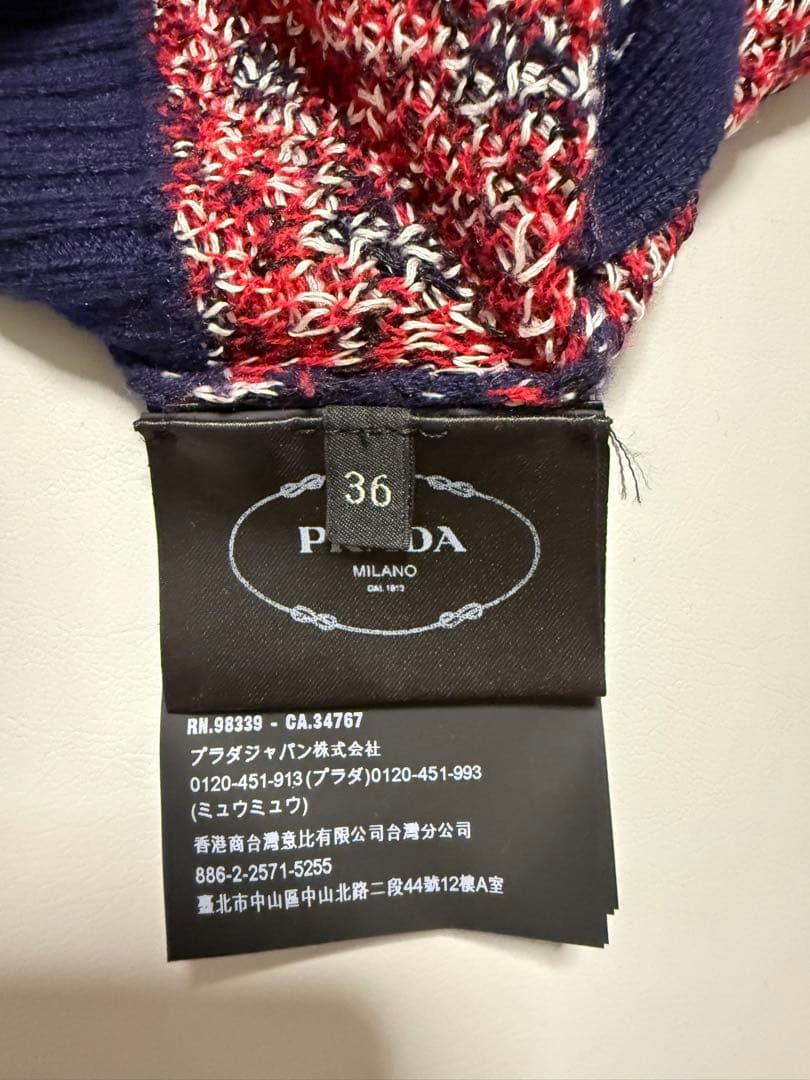 36
PRADA
MILANO
DAL 1913
RN.98339 - CA.34767
プラダジャパン株式会社
0120-451-913(プラダ)0120-451-993
(ミュウミュウ)
香港商台灣意比有限公司台灣分公司
886-2-2571-5255
臺北市中山區中山北路二段44號12樓A室